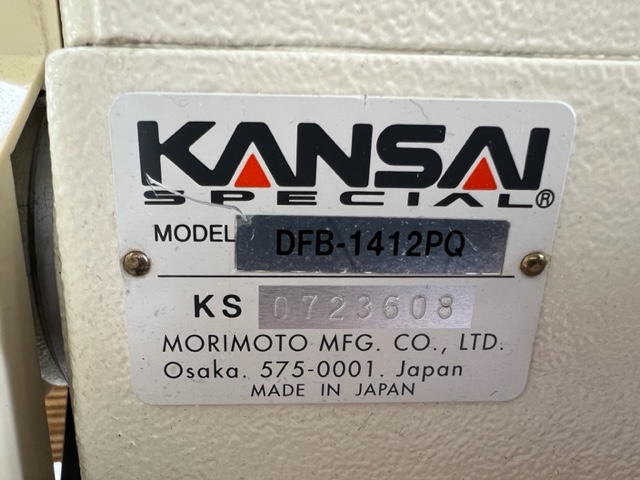 KANSAI
SPECIAL®
MODEL DFB-1412PQ
KS 0723608
MORIMOTO MFG. CO., LTD.
Osaka. 575-0001. Japan
MADE IN JAPAN